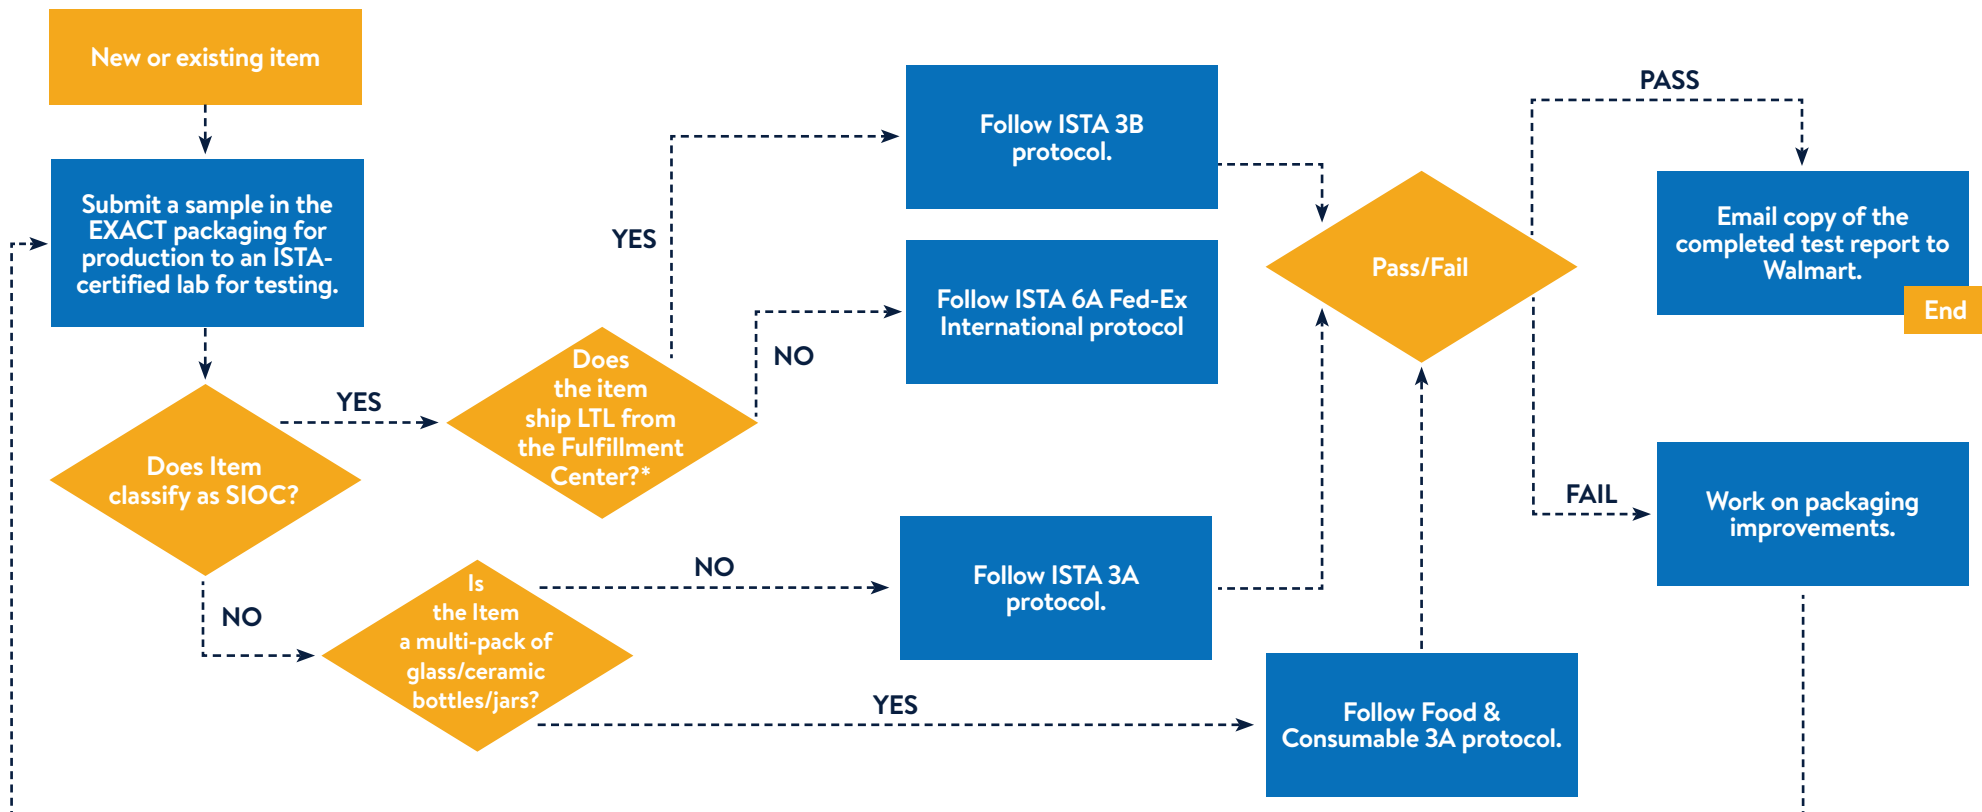 New or existing item
Submit a sample in the
EXACT packaging for
production to an ISTA-
certified lab for testing.
Does Item
classify as SIOC?
YES
NO
Does
the item
ship LTL from
the Fulfillment
Center?*
YES
NO
Is
the Item
a multi-pack of
glass/ceramic
bottles/jars?
NO
YES
Follow ISTA 3B
protocol.
Follow ISTA 6A Fed-Ex
International protocol
Follow ISTA 3A
protocol.
Follow Food &
Consumable 3A protocol.
Pass/Fail
PASS
FAIL
Email copy of the
completed test report to
Walmart.
End
Work on packaging
improvements.